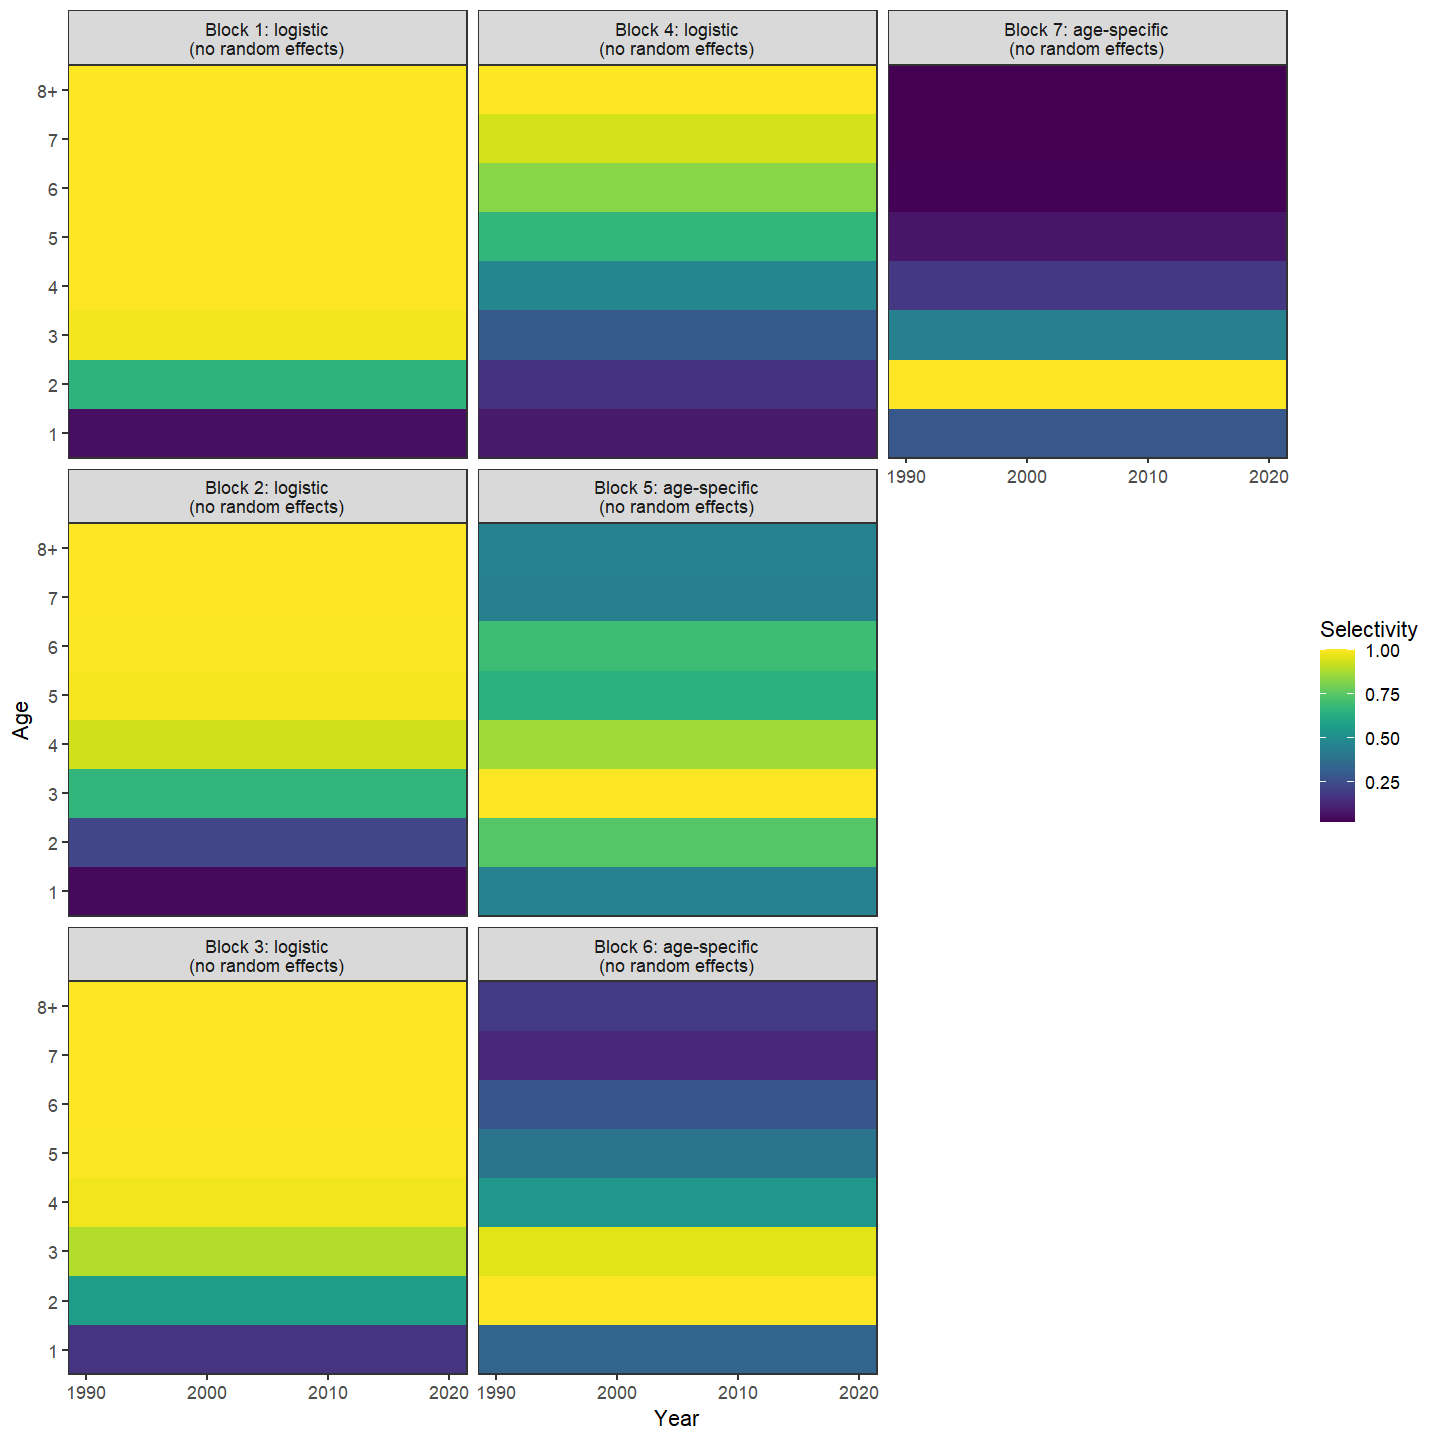 Block 1: logistic
(no random effects)
Block 4: logistic
(no random effects)
Block 7: age-specific
(no random effects)
8+
7
6
5
4
3
2
1
1990 2000 2010 2020
Block 2: logistic
(no random effects)
Block 5: age-specific
(no random effects)
8+
7
6
5
4
3
2
1
Age
Selectivity
1.00
0.75
0.50
0.25
Block 3: logistic
(no random effects)
Block 6: age-specific
(no random effects)
8+
7
6
5
4
3
2
1
1990 2000 2010 2020 1990 2000 2010 2020
Year